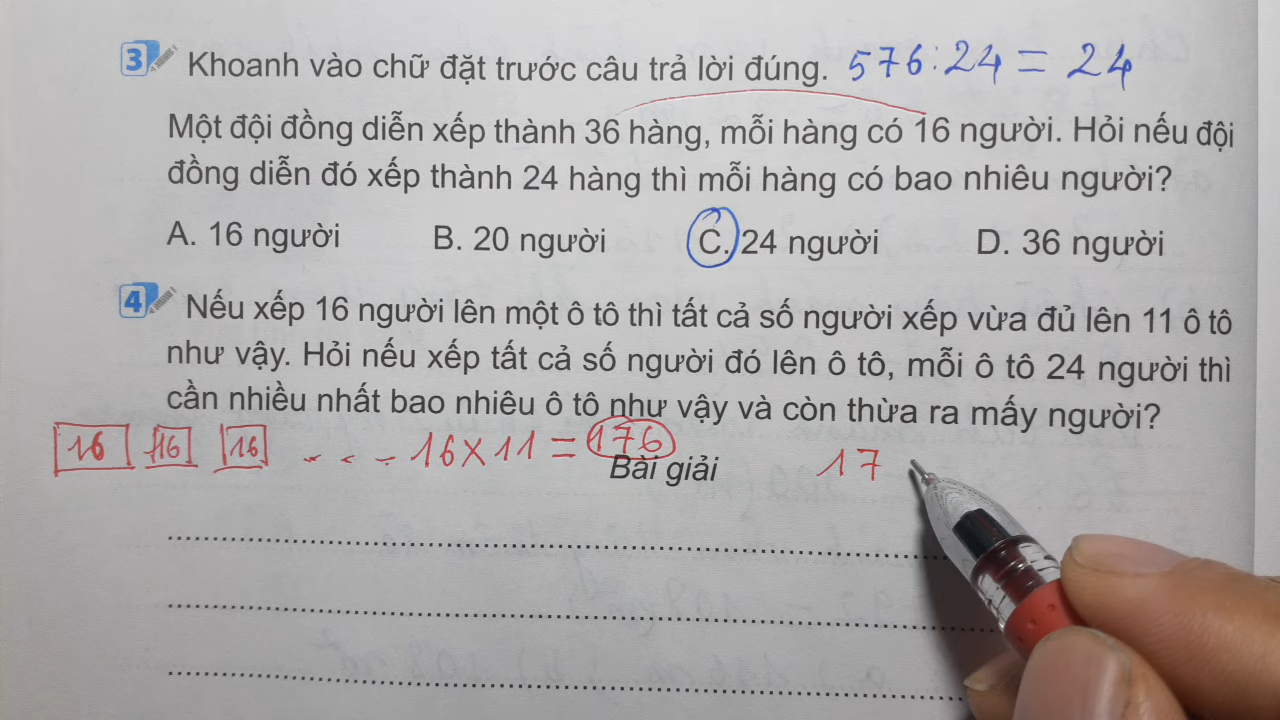 3 Khoanh vào chữ đặt trước câu trả lời đúng. 576 : 24 = 24
Một đội đồng diễn xếp thành 36 hàng, mỗi hàng có 16 người. Hỏi nếu đội
đồng diễn đó xếp thành 24 hàng thì mỗi hàng có bao nhiêu người?
A. 16 người B. 20 người C. 24 người D. 36 người
4 Nếu xếp 16 người lên một ô tô thì tất cả số người xếp vừa đủ lên 11 ô tô
như vậy. Hỏi nếu xếp tất cả số người đó lên ô tô, mỗi ô tô 24 người thì
cần nhiều nhất bao nhiêu ô tô như vậy và còn thừa ra mấy người?
16 16 16 - - - - 16 x 11 = 176
Bài giải 17